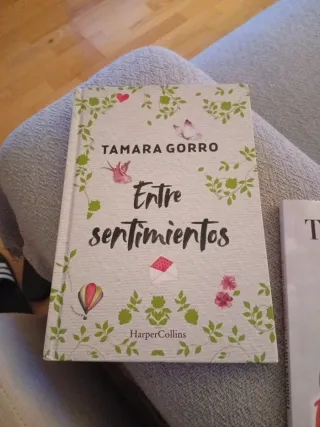 TAMARA GORRO
Entre
sentimientos
HarperCollins
T